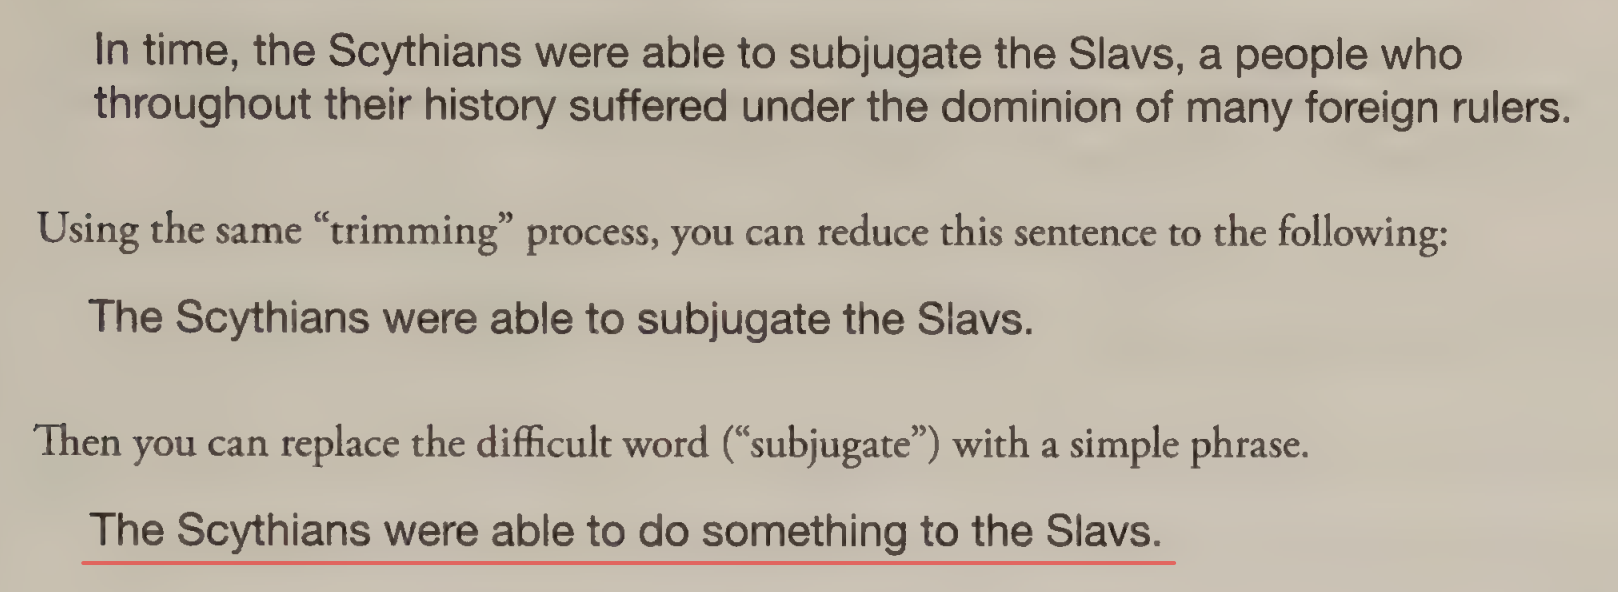 In time, the Scythians were able to subjugate the Slavs, a people who
throughout their history suffered under the dominion of many foreign rulers.
Using the same “trimming” process, you can reduce this sentence to the following:
The Scythians were able to subjugate the Slavs.
Then you can replace the difficult word (“subjugate”) with a simple phrase.
The Scythians were able to do something to the Slavs.